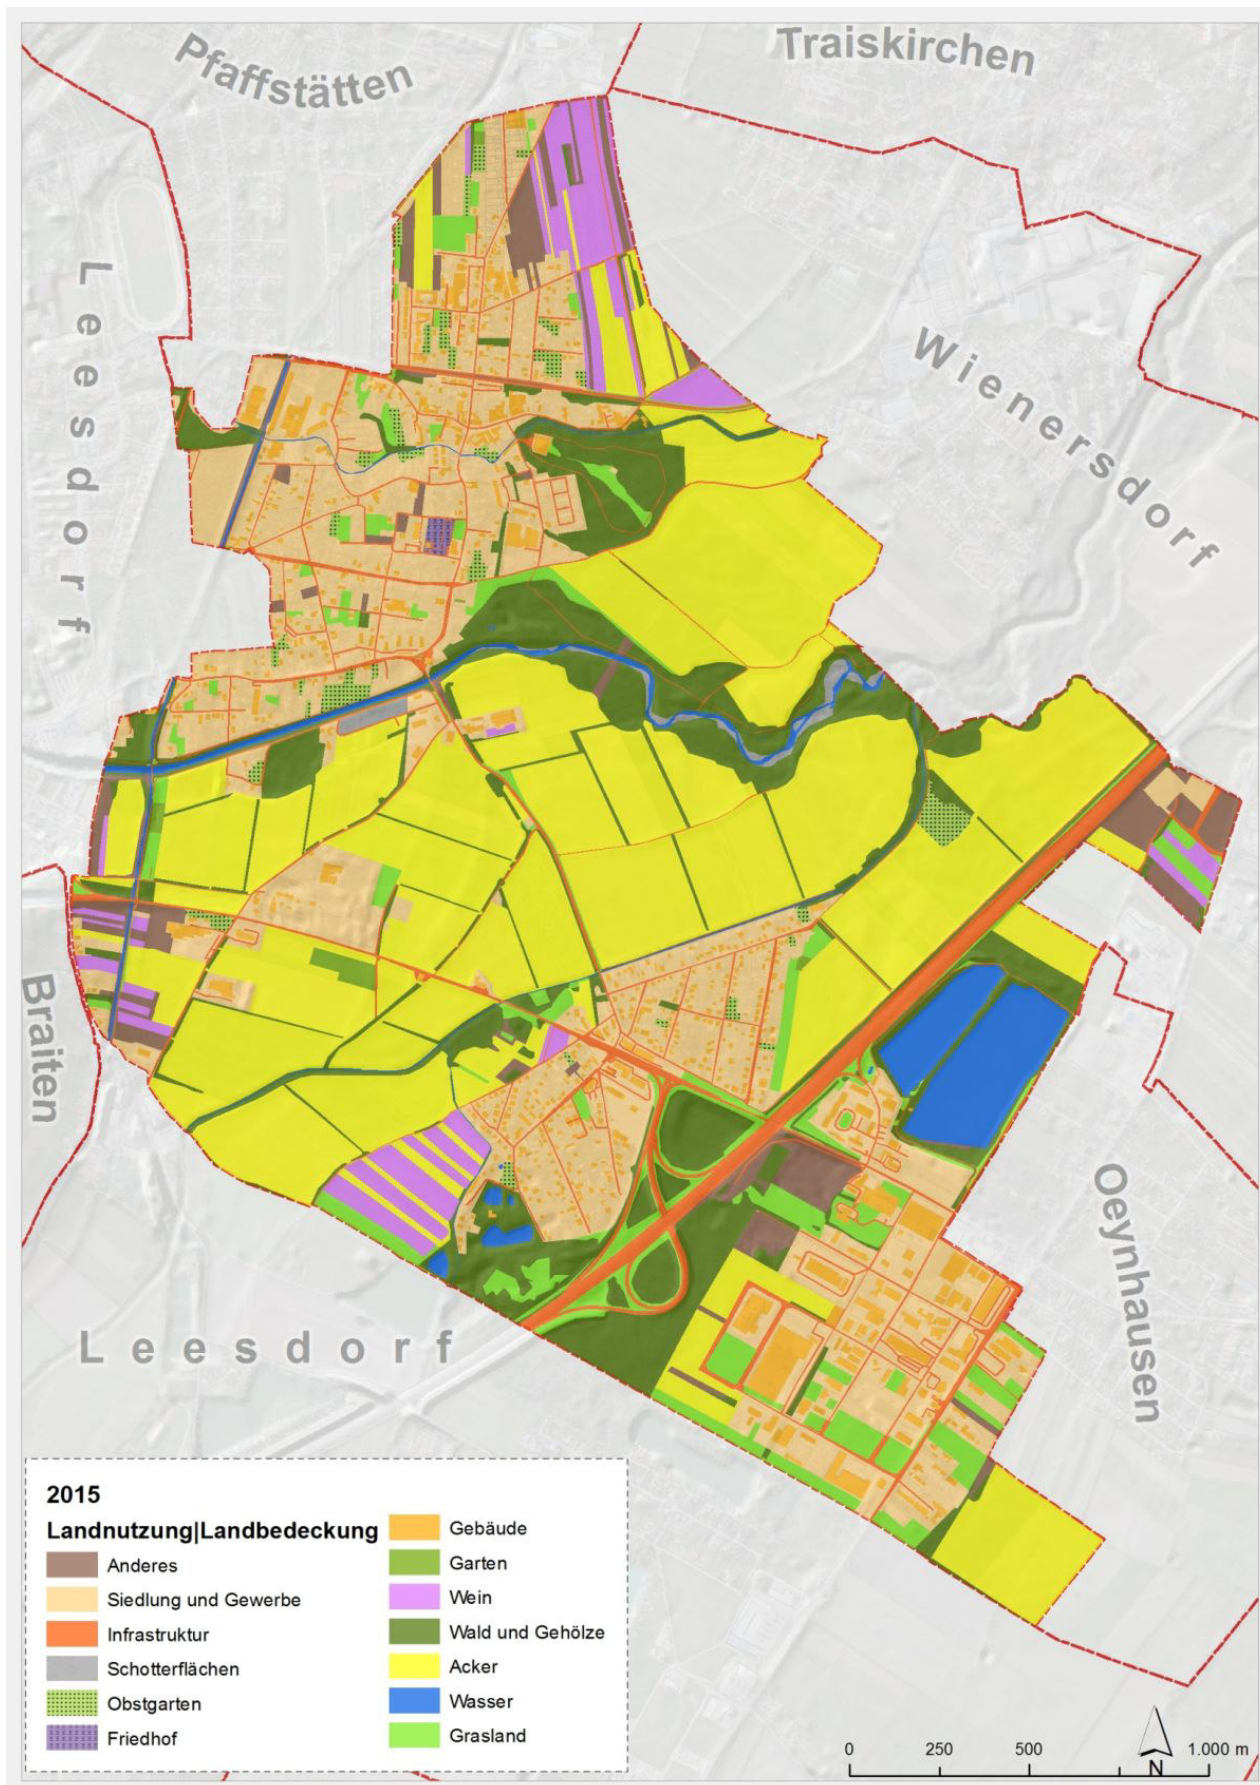 Pfaffstätten
Traiskirchen
Leesdorf
Wienersdorf
Braiten
Oeynhausen
Leesdorf
2015
Landnutzung|Landbedeckung
Anderes
Siedlung und Gewerbe
Infrastruktur
Schotterflächen
Obstgarten
Friedhof
Gebäude
Garten
Wein
Wald und Gehölze
Acker
Wasser
Grasland
0 250 500 1.000 m
N